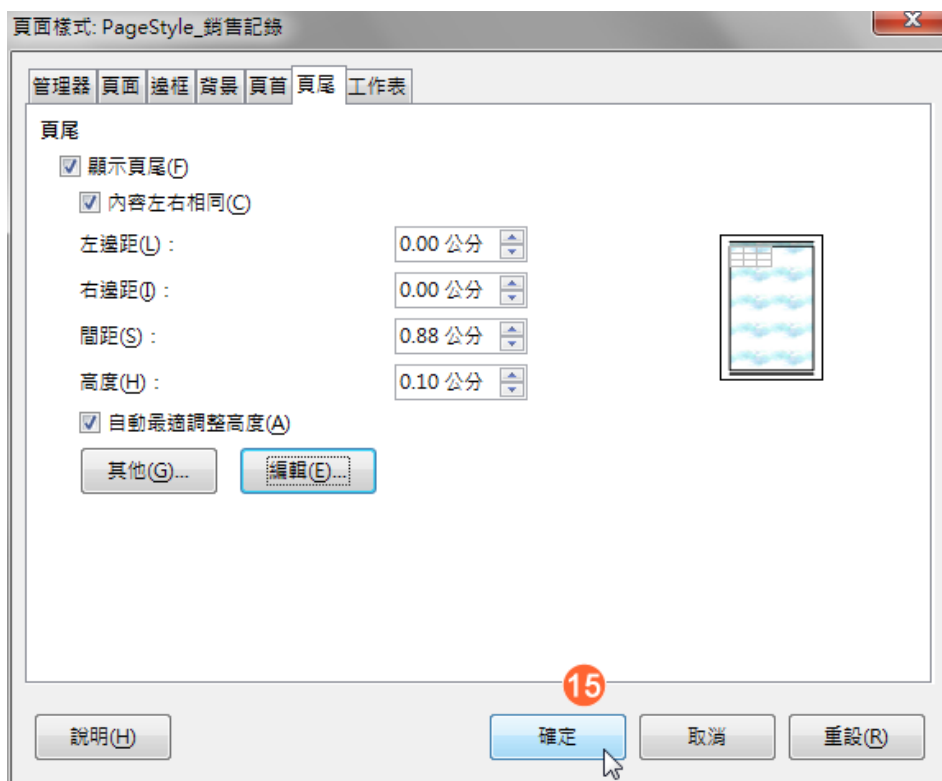 頁面樣式: PageStyle_銷售記錄
X
管理器 頁面 邊框 背景 頁首 頁尾 工作表
頁尾
顯示頁尾(F)
內容左右相同(C)
左邊距(L)： 0.00 公分
右邊距(I)： 0.00 公分
間距(S)： 0.88 公分
高度(H)： 0.10 公分
自動最適調整高度(A)
其他(G)... 編輯(E)...
15
說明(H) 確定 取消 重設(R)